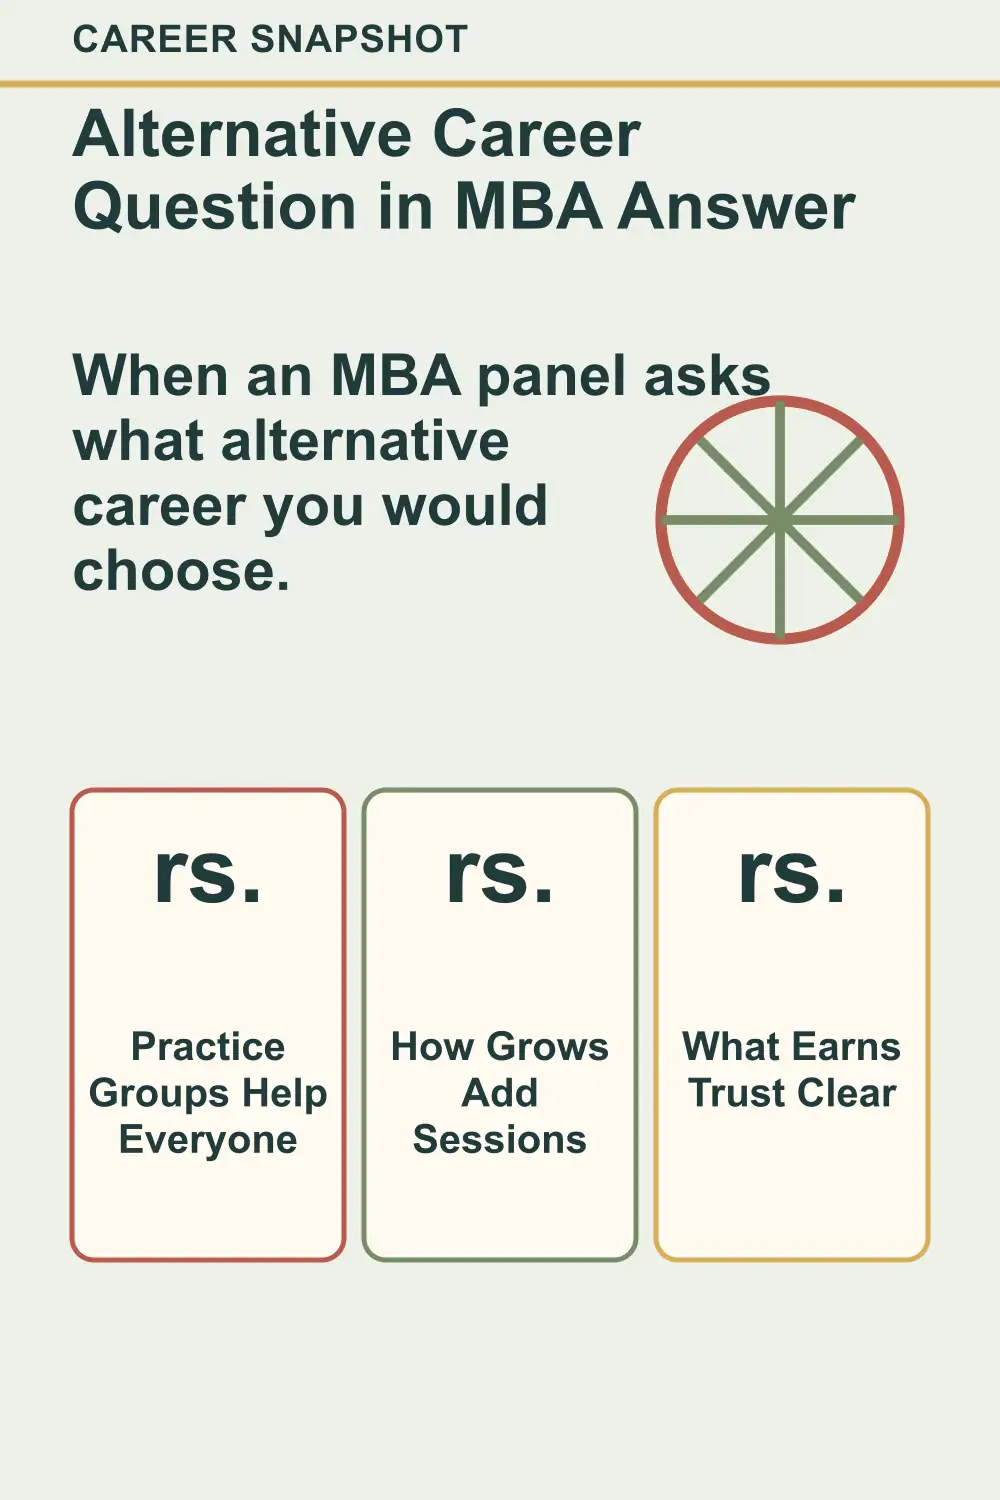 CAREER SNAPSHOT
Alternative Career
Question in MBA Answer
When an MBA panel asks
what alternative
career you would
choose.
rs.
Practice
Groups Help
Everyone
rs.
How Grows
Add
Sessions
rs.
What Earns
Trust Clear